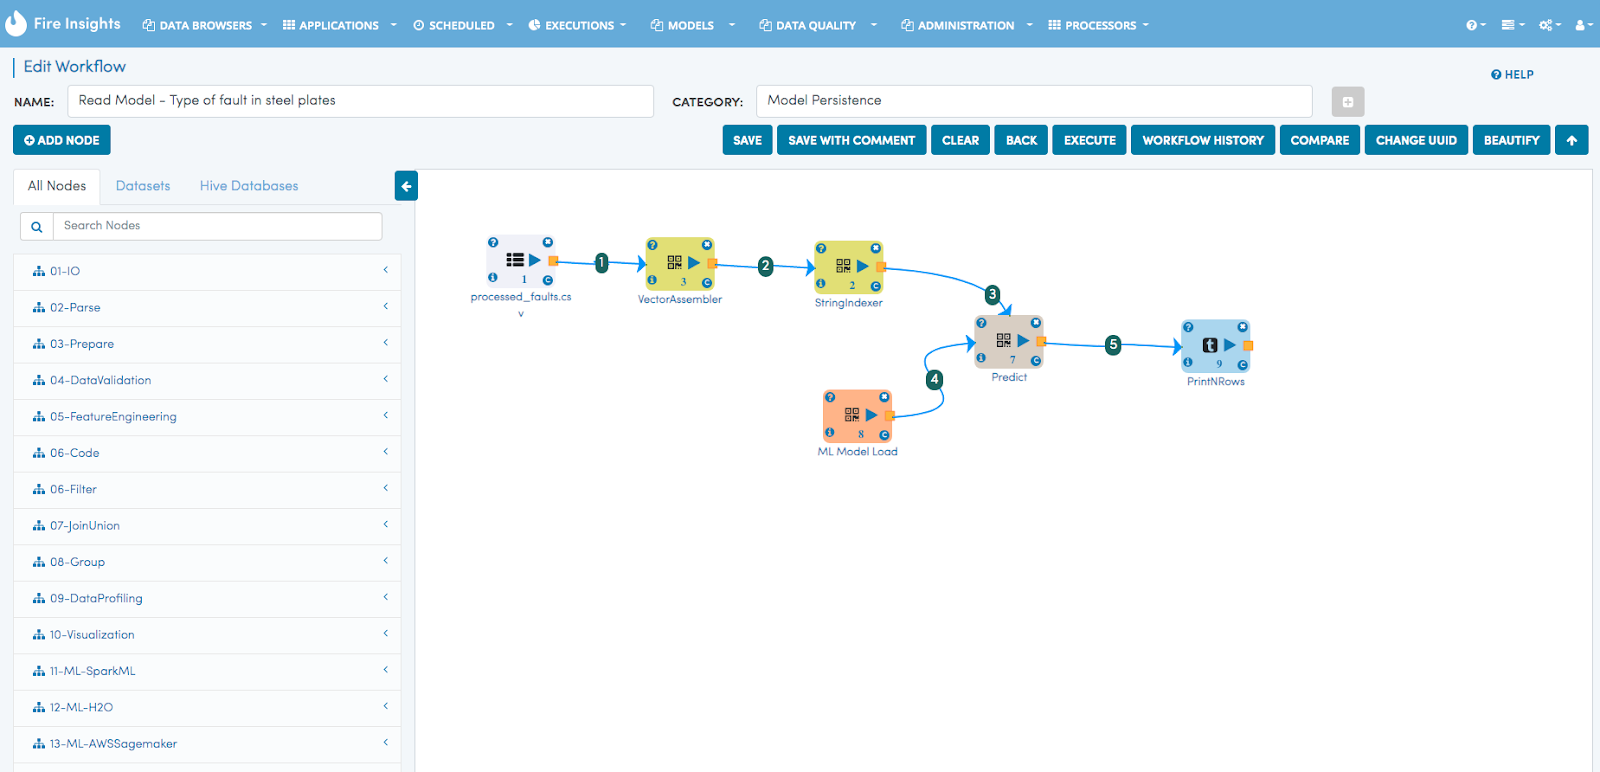 Fire Insights
DATA BROWSERS
APPLICATIONS
SCHEDULED
EXECUTIONS
MODELS
DATA QUALITY
ADMINISTRATION
PROCESSORS
Edit Workflow
HELP
NAME:
Read Model - Type of fault in steel plates
CATEGORY:
Model Persistence
ADD NODE
SAVE
SAVE WITH COMMENT
CLEAR
BACK
EXECUTE
WORKFLOW HISTORY
COMPARE
CHANGE UUID
BEAUTIFY
All Nodes
Datasets
Hive Databases
Search Nodes
01-IO
02-Parse
03-Prepare
04-DataValidation
05-FeatureEngineering
06-Code
06-Filter
07-JoinUnion
08-Group
09-DataProfiling
10-Visualization
11-ML-SparkML
12-ML-H2O
13-ML-AWSSagemaker
1
processed_faults.cs
v
1
3
VectorAssembler
2
2
StringIndexer
3
7
Predict
4
8
ML Model Load
5
9
PrintNRows